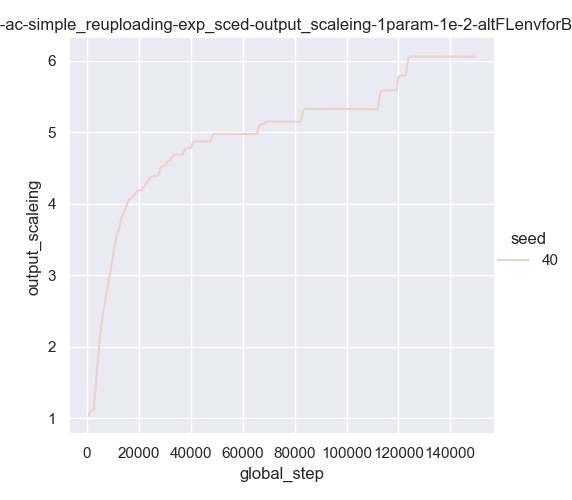 -ac-simple_reuploading-exp_sced-output_scaleing-1param-1e-2-altFLenvforB
6
5
4
3
2
1
output_scaleing
0 20000 40000 60000 80000 100000 120000 140000
global_step
seed
40